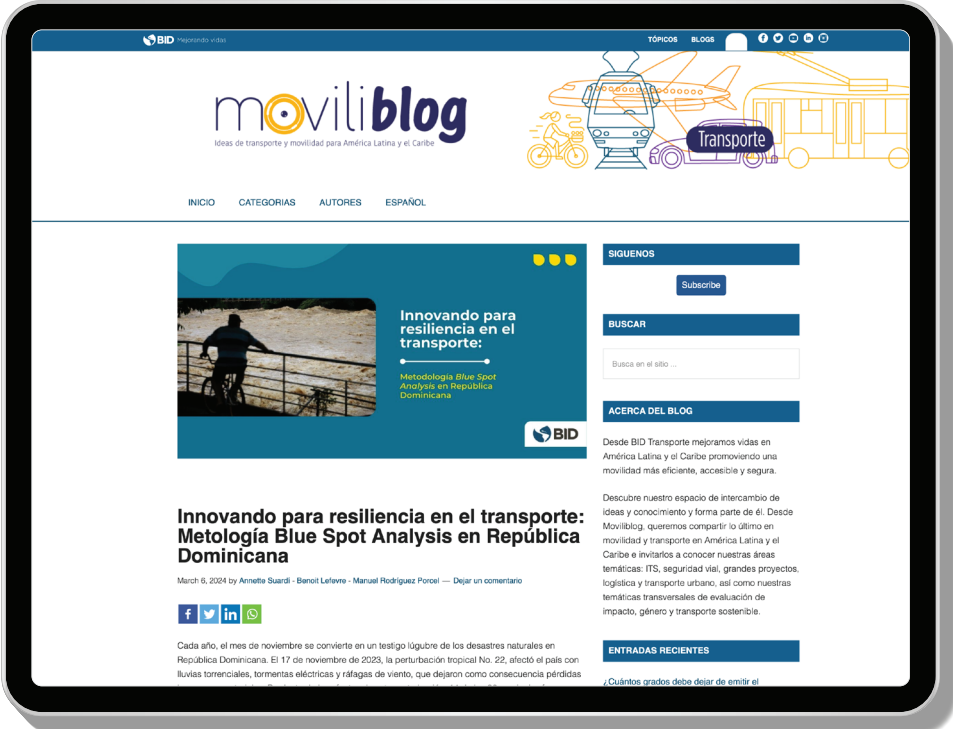 BID Mejorando vidas
TÓPICOS BLOGS
moviliblog
Ideas de transporte y movilidad para América Latina y el Caribe
Transporte
INICIO CATEGORIAS AUTORES ESPAÑOL
Innovando para
resiliencia en el
transporte:
Metodología Blue Spot
Analysis en República
Dominicana
BID
Innovando para resiliencia en el transporte:
Metología Blue Spot Analysis en República
Dominicana
March 6, 2024 by Annette Suardi - Benoit Lefevre - Manuel Rodríguez Porcel — Dejar un comentario
Cada año, el mes de noviembre se convierte en un testigo lúgubre de los desastres naturales en
República Dominicana. El 17 de noviembre de 2023, la perturbación tropical No. 22, afectó el país con
lluvias torrenciales, tormentas eléctricas y ráfagas de viento, que dejaron como consecuencia pérdidas
SIGUENOS
Subscribe
BUSCAR
Busca en el sitio ...
ACERCA DEL BLOG
Desde BID Transporte mejoramos vidas en
América Latina y el Caribe promoviendo una
movilidad más eficiente, accesible y segura.
Descubre nuestro espacio de intercambio de
ideas y conocimiento y forma parte de él. Desde
Moviliblog, queremos compartir lo último en
movilidad y transporte en América Latina y el
Caribe e invitarlos a conocer nuestras áreas
temáticas: ITS, seguridad vial, grandes proyectos,
logística y transporte urbano, así como nuestras
temáticas transversales de evaluación de
impacto, género y transporte sostenible.
ENTRADAS RECIENTES
¿Cuántos grados debe dejar de emitir el